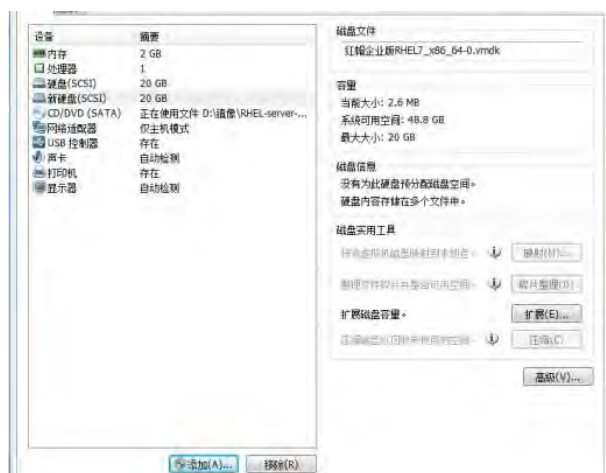 设备 摘要
内存 2 GB
处理器 1
硬盘(SCSI) 20 GB
新硬盘(SCSI) 20 GB
CD/DVD (SATA) 正在使用文件 D:\镜像\RHEL-server-...
网络适配器 仅主机模式
USB 控制器 存在
声卡 自动检测
打印机 存在
显示器 自动检测
添加(A)... 移除(R)
磁盘文件
红帽企业版RHEL7_x86_64-0.vmdk
容量
当前大小: 2.6 MB
系统可用空间: 48.8 GB
最大大小: 20 GB
磁盘信息
没有为此硬盘预分配磁盘空间。
硬盘内容存储在多个文件中。
磁盘实用工具
映射(M)...
碎片整理(D)
扩展磁盘容量。 扩展(E)...
压缩(C)
高级(V)...